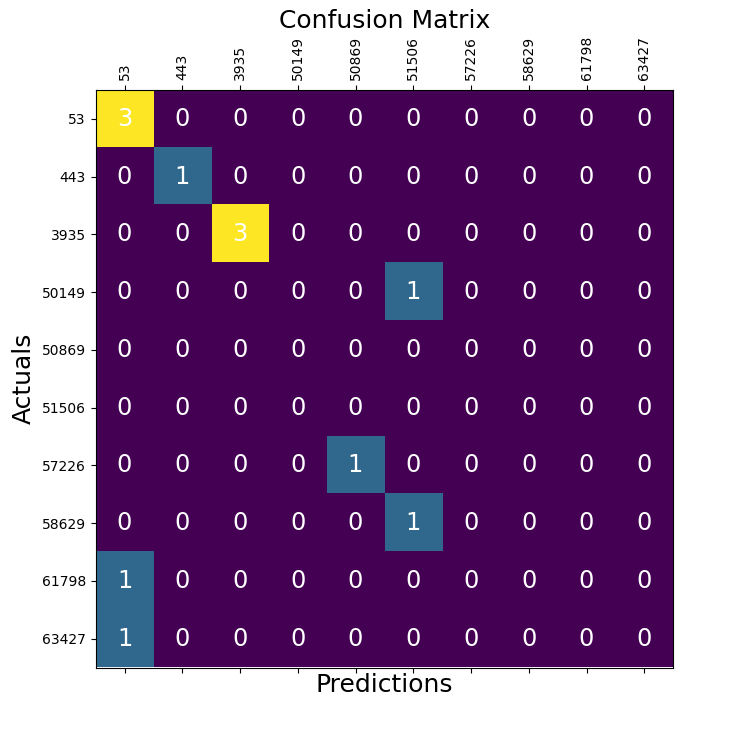 Confusion Matrix
53 443 3935 50149 50869 51506 57226 58629 61798 63427
53 3 0 0 0 0 0 0 0 0 0
443 0 1 0 0 0 0 0 0 0 0
3935 0 0 3 0 0 0 0 0 0 0
50149 0 0 0 0 0 1 0 0 0 0
50869 0 0 0 0 0 0 0 0 0 0
51506 0 0 0 0 0 0 0 0 0 0
57226 0 0 0 0 1 0 0 0 0 0
58629 0 0 0 0 0 1 0 0 0 0
61798 1 0 0 0 0 0 0 0 0 0
63427 1 0 0 0 0 0 0 0 0 0
Actuals
Predictions